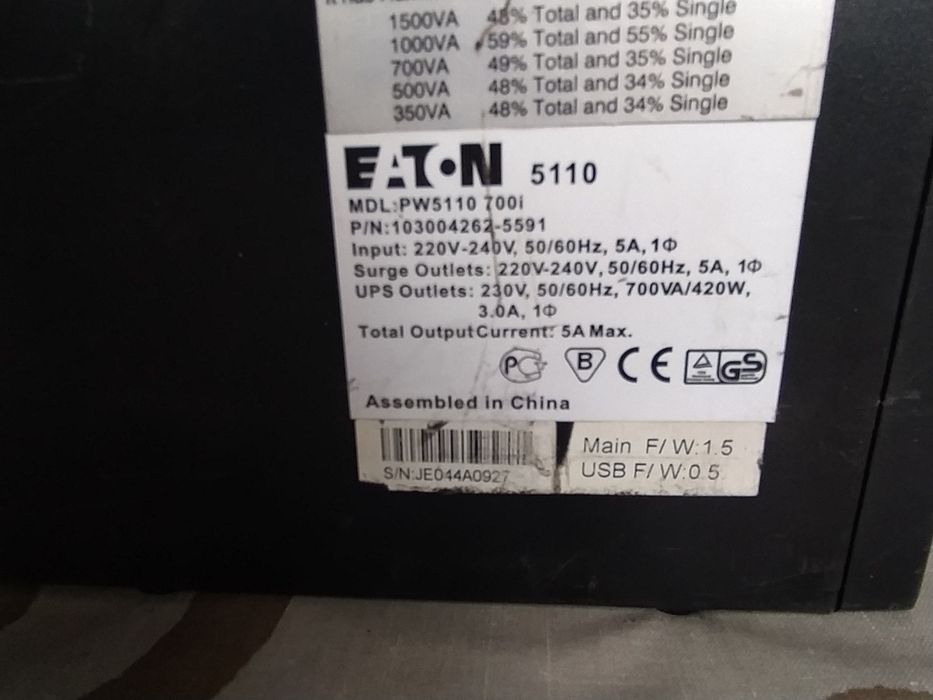 1500VA 48% Total and 35% Single
1000VA 59% Total and 55% Single
700VA 49% Total and 35% Single
500VA 48% Total and 34% Single
350VA 48% Total and 34% Single
EATON 5110
MDL:PW5110 700i
P/N:103004262-5591
Input: 220V-240V, 50/60Hz, 5A, 1Φ
Surge Outlets: 220V-240V, 50/60Hz, 5A, 1Φ
UPS Outlets: 230V, 50/60Hz, 700VA/420W,
3.0A, 1Φ
Total Output Current: 5A Max.
PG B CE GS
Assembled in China
S/N:JE044A0927
Main F/W:1.5
USB F/W:0.5